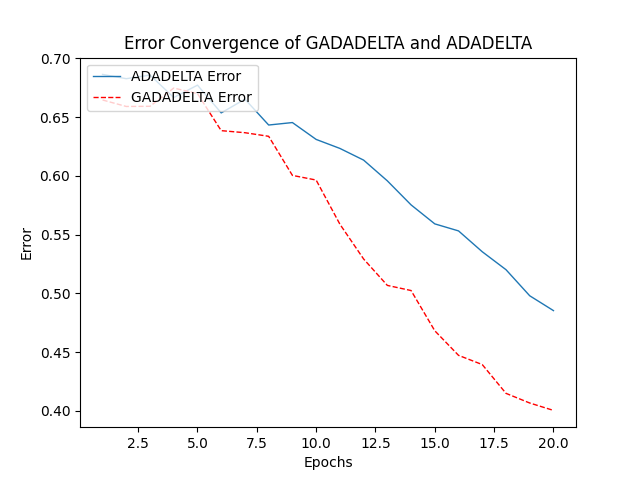 Error Convergence of GADADELTA and ADADELTA
ADADELTA Error
GADADELTA Error
Error
0.70
0.65
0.60
0.55
0.50
0.45
0.40
2.5 5.0 7.5 10.0 12.5 15.0 17.5 20.0
Epochs